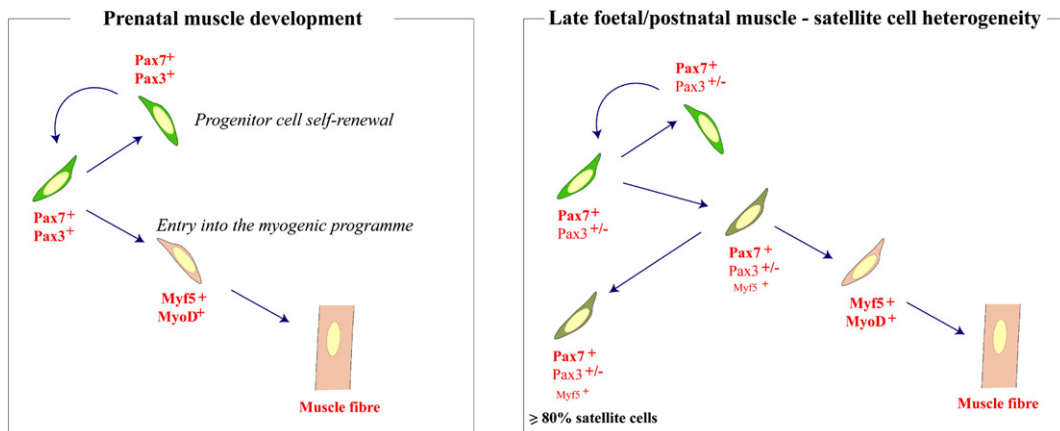 Prenatal muscle development
Pax7+
Pax3+
Progenitor cell self-renewal
Pax7+
Pax3+
Entry into the myogenic programme
Myf5+
MyoD+
Muscle fibre
Late foetal/postnatal muscle - satellite cell heterogeneity
Pax7+
Pax3+/-
Pax7+
Pax3+/-
Pax7+
Pax3+/-
Myf5+
Myf5+
MyoD+
Pax7+
Pax3+/-
Myf5+
Muscle fibre
⩾ 80% satellite cells